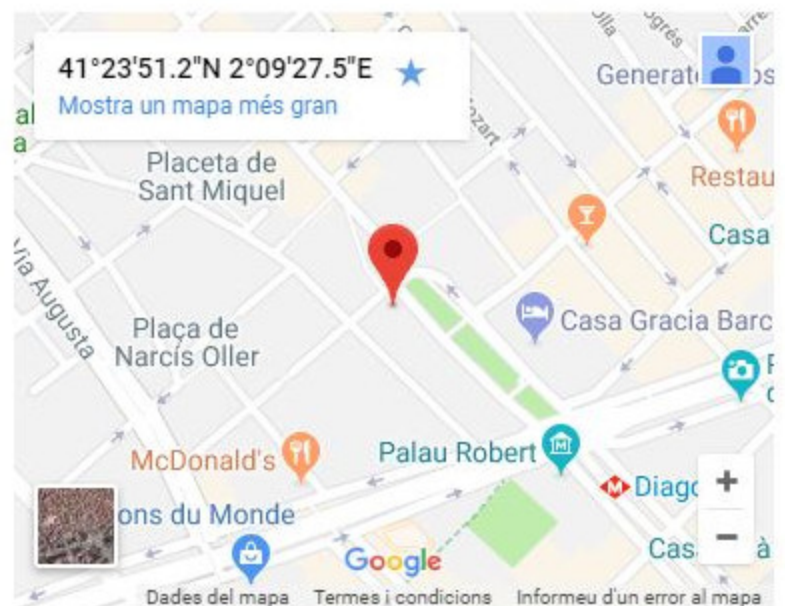 41°23'51.2"N 2°09'27.5"E
Mostra un mapa més gran
Placeta de
Sant Miquel
Via Augusta
Plaça de
Narcís Oller
McDonald's
ons du Monde
Palau Robert
Casa Gracia Barc
Restau
Casa
Generat
Diago
Cas
à
Google
Dades del mapa Termes i condicions Informeu d'un error al mapa